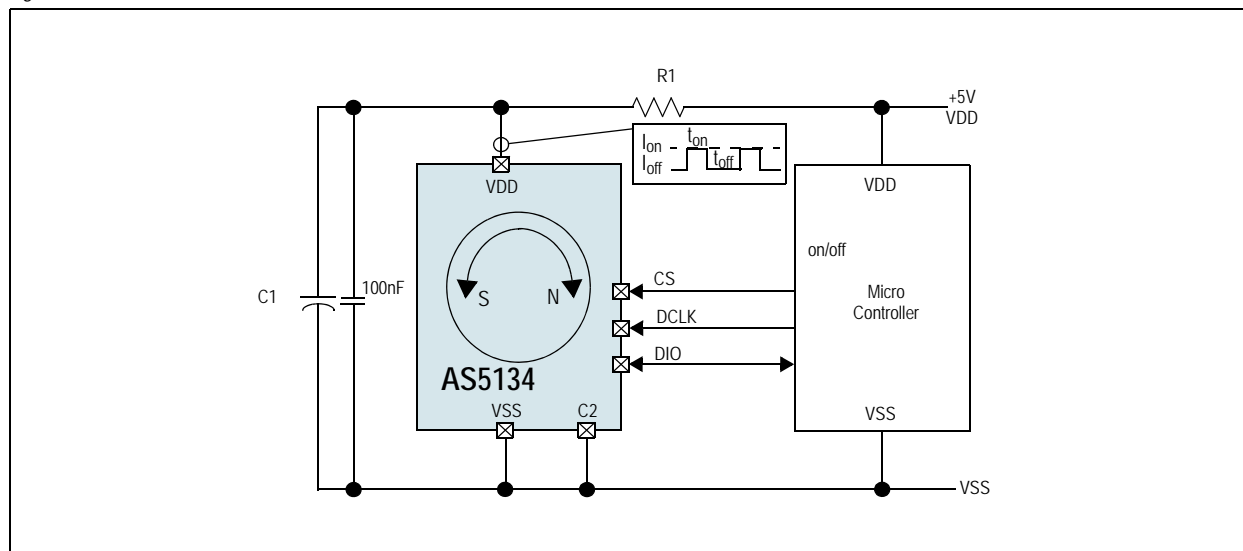 R1
+5V
VDD
Ion
ton
Ioff
toff
VDD
VDD
on/off
CS
C1
100nF
S
N
Micro
Controller
DCLK
DIO
AS5134
VSS
C2
VSS
VSS